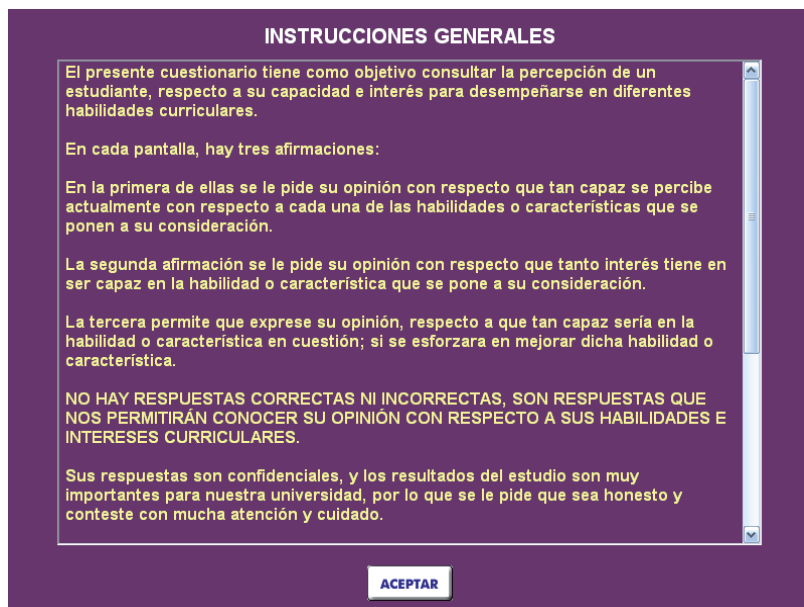 INSTRUCCIONES GENERALES
El presente cuestionario tiene como objetivo consultar la percepción de un
estudiante, respecto a su capacidad e interés para desempeñarse en diferentes
habilidades curriculares.
En cada pantalla, hay tres afirmaciones:
En la primera de ellas se le pide su opinión con respecto que tan capaz se percibe
actualmente con respecto a cada una de las habilidades o características que se
ponen a su consideración.
La segunda afirmación se le pide su opinión con respecto que tanto interés tiene en
ser capaz en la habilidad o característica que se pone a su consideración.
La tercera permite que exprese su opinión, respecto a que tan capaz sería en la
habilidad o característica en cuestión; si se esforzara en mejorar dicha habilidad o
característica.
NO HAY RESPUESTAS CORRECTAS NI INCORRECTAS, SON RESPUESTAS QUE
NOS PERMITIRÁN CONOCER SU OPINIÓN CON RESPECTO A SUS HABILIDADES E
INTERESES CURRICULARES.
Sus respuestas son confidenciales, y los resultados del estudio son muy
importantes para nuestra universidad, por lo que se le pide que sea honesto y
conteste con mucha atención y cuidado.
ACEPTAR